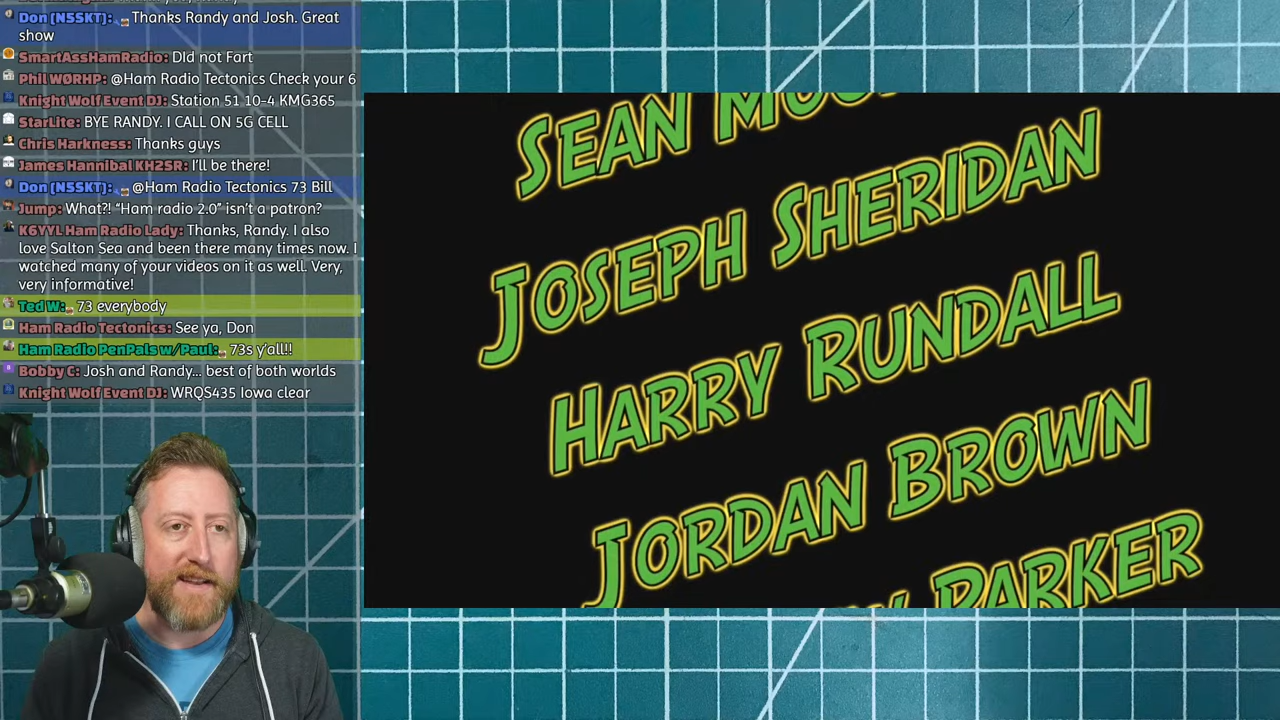 Don (N5SKT): Thanks Randy and Josh. Great
show
SmartAssHamRadio: DId not Fart
Phil WØRHP: @Ham Radio Tectonics Check your 6
Knight Wolf Event DJ: Station 51 10-4 KMG365
StarLite: BYE RANDY. I CALL ON 5G CELL
Chris Harkness: Thanks guys
James Hannibal KH2SR: I'll be there!
Don (N5SKT): @Ham Radio Tectonics 73 Bill
Jump: What?! “Ham radio 2.0” isn't a patron?
K6YYL Ham Radio Lady: Thanks, Randy. I also
love Salton Sea and been there many times now. I
watched many of your videos on it as well. Very,
very informative!
Ted W: 73 everybody
Ham Radio Tectonics: See ya, Don
Ham Radio PenPals w/Paul: 73s y'all!!
Bobby C: Josh and Randy... best of both worlds
Knight Wolf Event DJ: WRQS435 Iowa clear
SEAN
JOSEPH SHERIDAN
HARRY RUNDALL
JORDAN BROWN
PARKER